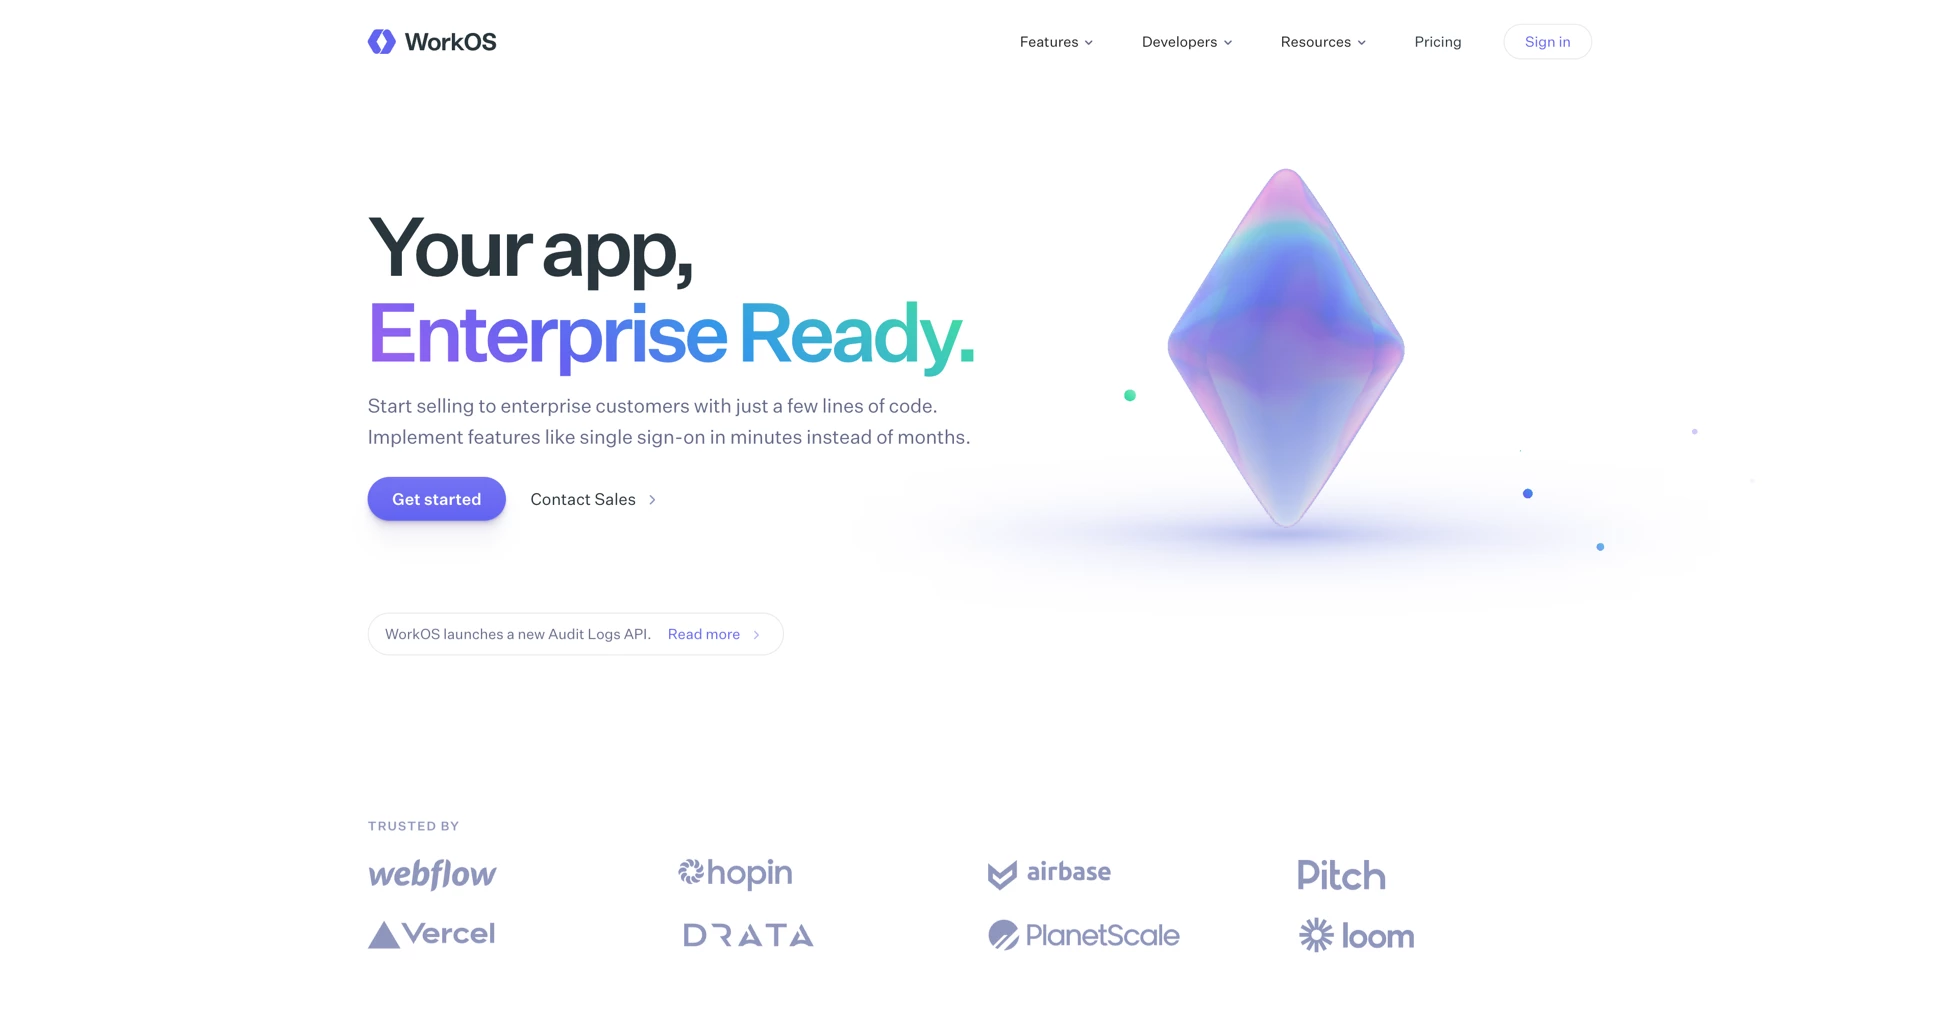 WorkOS
Features
Developers
Resources
Pricing
Sign in
Your app,
Enterprise Ready.
Start selling to enterprise customers with just a few lines of code.
Implement features like single sign-on in minutes instead of months.
Get started
Contact Sales
WorkOS launches a new Audit Logs API. Read more
TRUSTED BY
webflow
hopin
airbase
Pitch
Vercel
DRATA
PlanetScale
loom